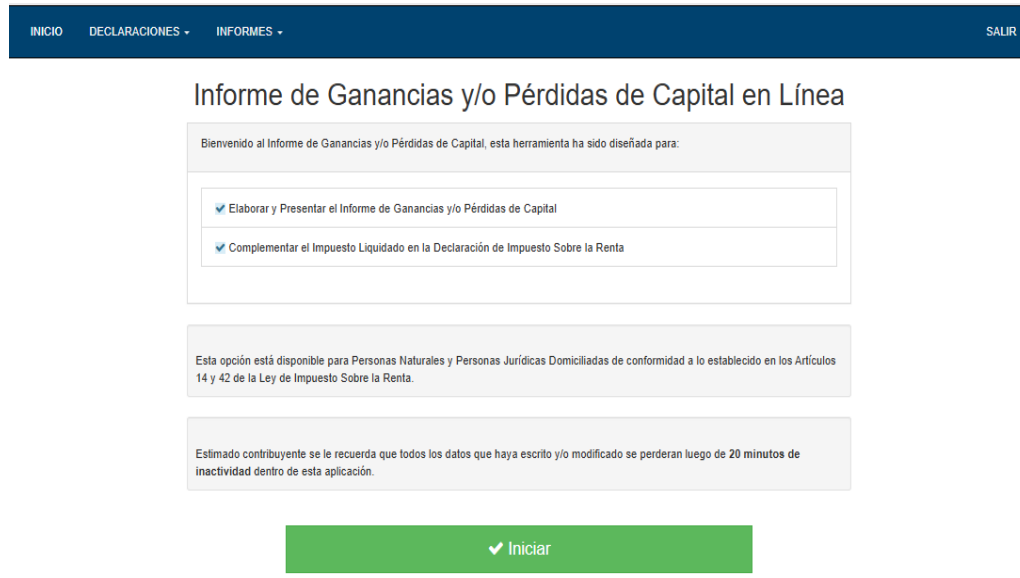 INICIO DECLARACIONES INFORMES SALIR
Informe de Ganancias y/o Pérdidas de Capital en Línea
Bienvenido al Informe de Ganancias y/o Pérdidas de Capital, esta herramienta ha sido diseñada para:
Elaborar y Presentar el Informe de Ganancias y/o Pérdidas de Capital
Complementar el Impuesto Liquidado en la Declaración de Impuesto Sobre la Renta
Esta opción está disponible para Personas Naturales y Personas Jurídicas Domiciliadas de conformidad a lo establecido en los Artículos
14 y 42 de la Ley de Impuesto Sobre la Renta.
Estimado contribuyente se le recuerda que todos los datos que haya escrito y/o modificado se perderan luego de 20 minutos de
inactividad dentro de esta aplicación.
Iniciar